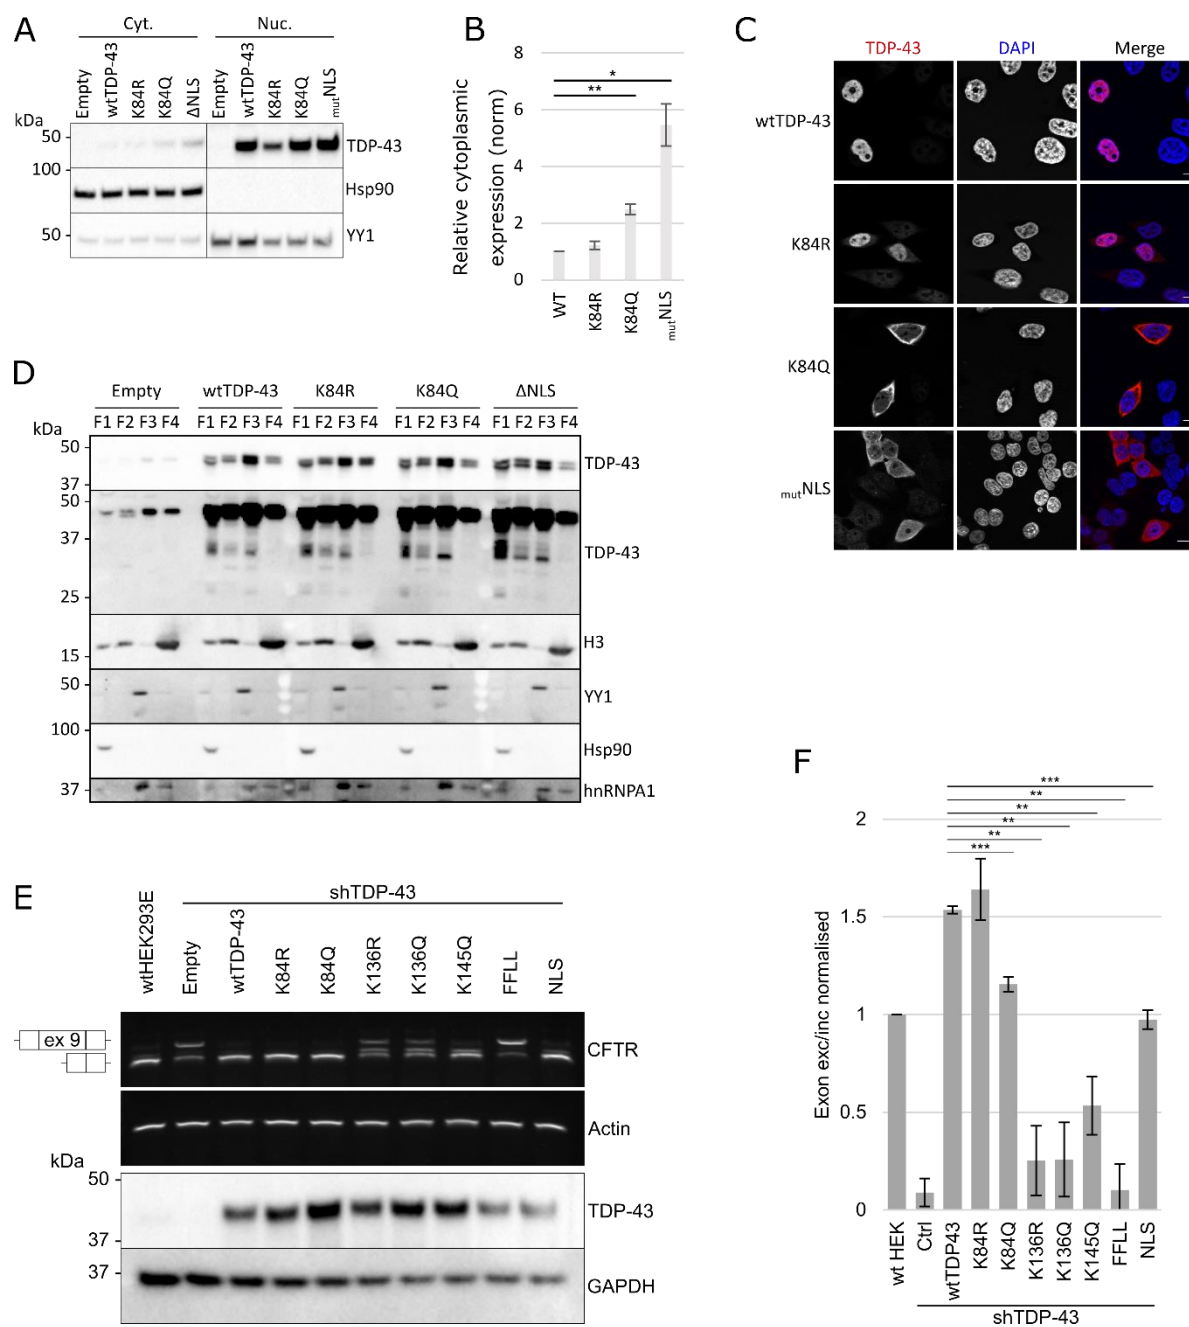 A
Cyt.
Nuc.
Empty
wtTDP-43
K84R
K84Q
ΔNLS
Empty
wtTDP-43
K84R
K84Q
mutNLS
kDa
50
TDP-43
100
Hsp90
50
YY1
B
Relative cytoplasmic
expression (norm)
8
6
4
2
0
*
**
WT
K84R
K84Q
mutNLS
C
TDP-43
DAPI
Merge
wtTDP-43
K84R
K84Q
mutNLS
D
Empty
wtTDP-43
K84R
K84Q
ΔNLS
F1 F2 F3 F4
F1 F2 F3 F4
F1 F2 F3 F4
F1 F2 F3 F4
F1 F2 F3 F4
kDa
50
TDP-43
37
50
37
TDP-43
25
H3
15
50
YY1
100
Hsp90
37
hnRNPA1
E
shTDP-43
wtHEK293E
Empty
wtTDP-43
K84R
K84Q
K136R
K136Q
K145Q
FFLL
NLS
ex 9
CFTR
Actin
kDa
50
TDP-43
37
37
GAPDH
F
***
**
**
**
**
***
Exon exc/inc normalised
2
1.5
1
0.5
0
wt HEK
Ctrl
wtTDP43
K84R
K84Q
K136R
K136Q
K145Q
FFLL
NLS
shTDP-43